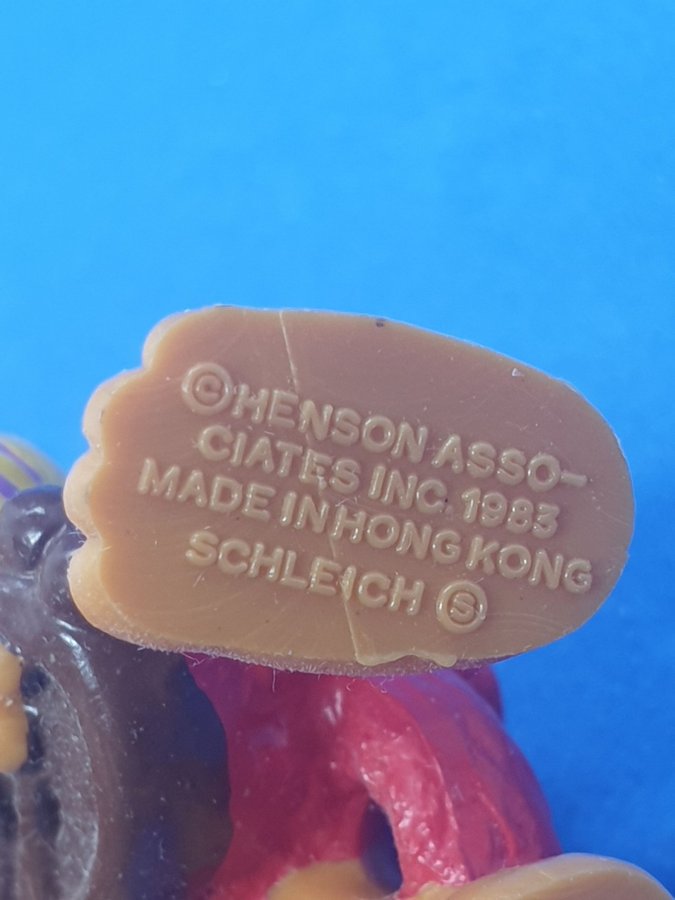 ©HENSON ASSO-
CIATES INC. 1983
MADE IN HONG KONG
SCHLEICH Ⓢ